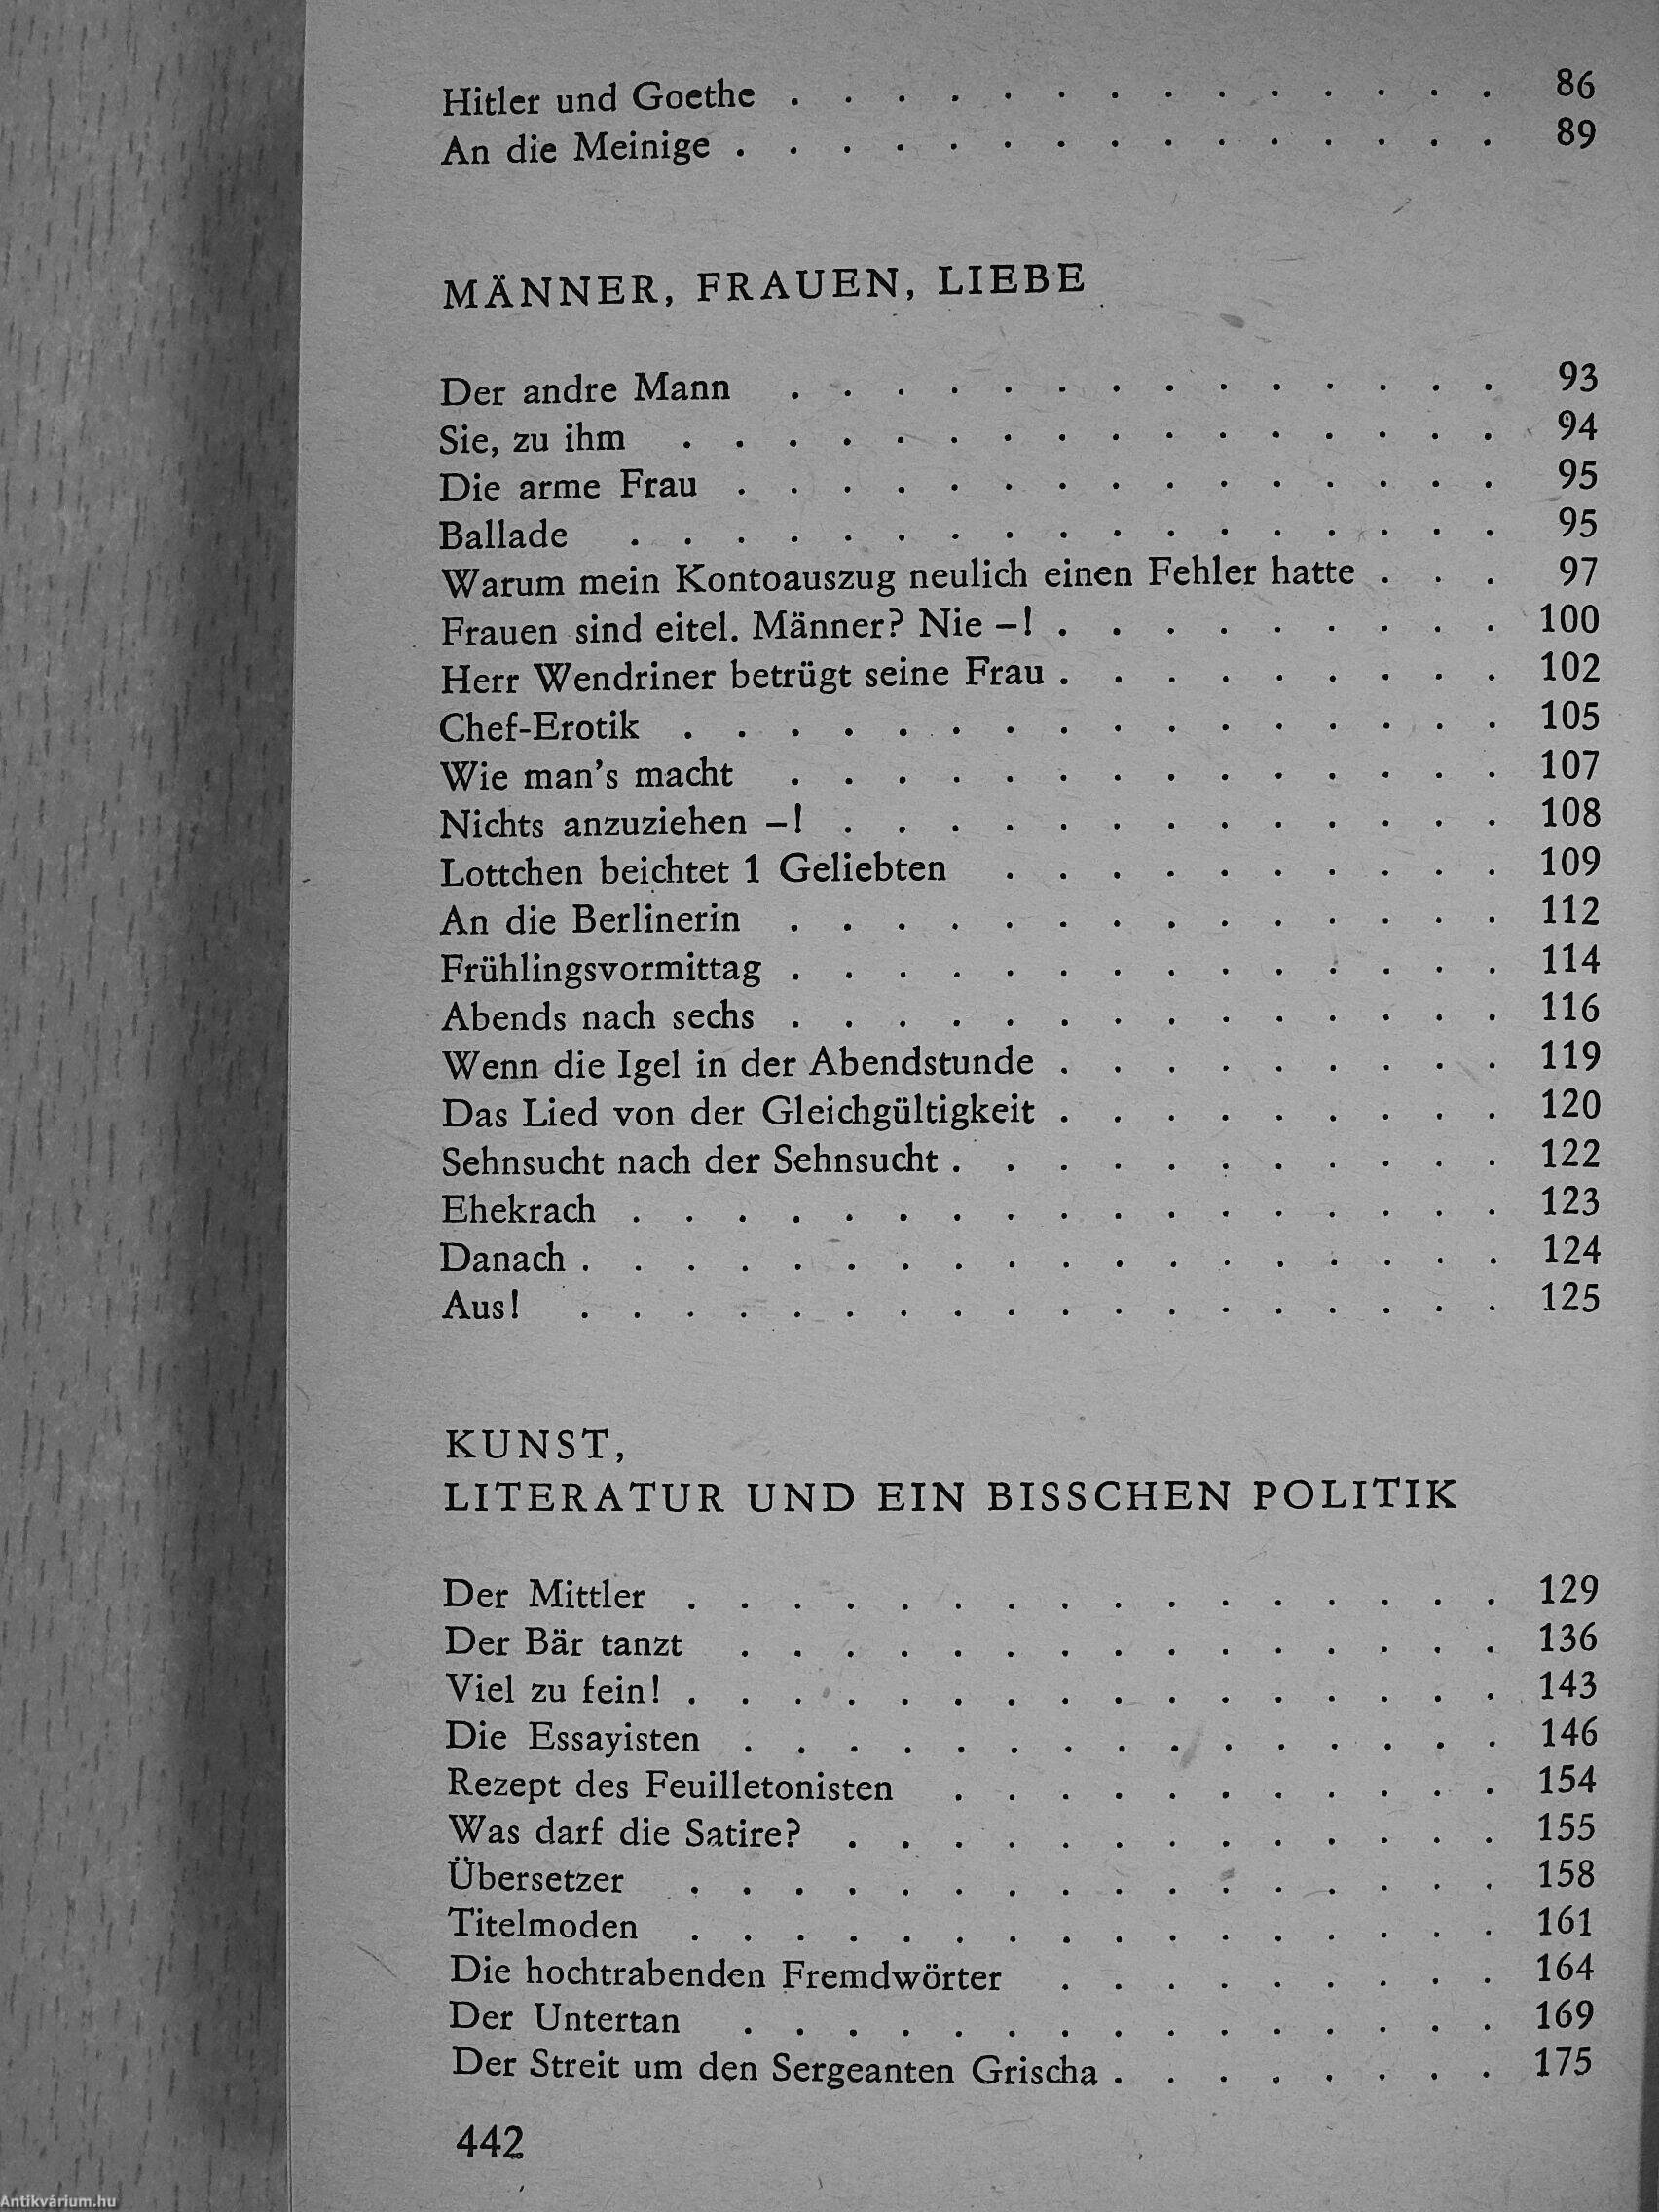 Hitler und Goethe . . . . . . . . . . . . . . 86
An die Meinige . . . . . . . . . . . . . . . 89
MÄNNER, FRAUEN, LIEBE
Der andre Mann . . . . . . . . . . . . . . 93
Sie, zu ihm . . . . . . . . . . . . . . . . 94
Die arme Frau . . . . . . . . . . . . . . . 95
Ballade . . . . . . . . . . . . . . . . . 95
Warum mein Kontoauszug neulich einen Fehler hatte . . . 97
Frauen sind eitel. Männer? Nie –! . . . . . . . . . 100
Herr Wendriner betrügt seine Frau . . . . . . . . . 102
Chef-Erotik . . . . . . . . . . . . . . . . 105
Wie man's macht . . . . . . . . . . . . . . 107
Nichts anzuziehen –! . . . . . . . . . . . . . 108
Lottchen beichtet 1 Geliebten . . . . . . . . . . 109
An die Berlinerin . . . . . . . . . . . . . . 112
Frühlingsvormittag . . . . . . . . . . . . . . 114
Abends nach sechs . . . . . . . . . . . . . . 116
Wenn die Igel in der Abendstunde . . . . . . . . . 119
Das Lied von der Gleichgültigkeit . . . . . . . . . 120
Sehnsucht nach der Sehnsucht . . . . . . . . . . . 122
Ehekrach . . . . . . . . . . . . . . . . . 123
Danach . . . . . . . . . . . . . . . . . . 124
Aus! . . . . . . . . . . . . . . . . . . 125
KUNST,
LITERATUR UND EIN BISSCHEN POLITIK
Der Mittler . . . . . . . . . . . . . . . . 129
Der Bär tanzt . . . . . . . . . . . . . . . 136
Viel zu fein! . . . . . . . . . . . . . . . . 143
Die Essayisten . . . . . . . . . . . . . . . 146
Rezept des Feuilletonisten . . . . . . . . . . . 154
Was darf die Satire? . . . . . . . . . . . . . 155
Übersetzer . . . . . . . . . . . . . . . . 158
Titelmoden . . . . . . . . . . . . . . . . 161
Die hochtrabenden Fremdwörter . . . . . . . . . 164
Der Untertan . . . . . . . . . . . . . . . 169
Der Streit um den Sergeanten Grischa . . . . . . . . 175
442
Antikvárium.hu